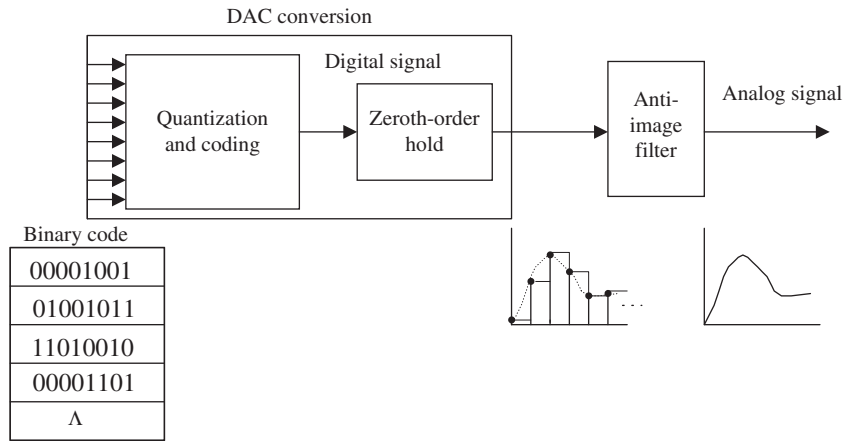 DAC conversion
Digital signal
Quantization
and coding
Zeroth-order
hold
Anti-
image
filter
Analog signal
Binary code
00001001
01001011
11010010
00001101
Λ
. . .